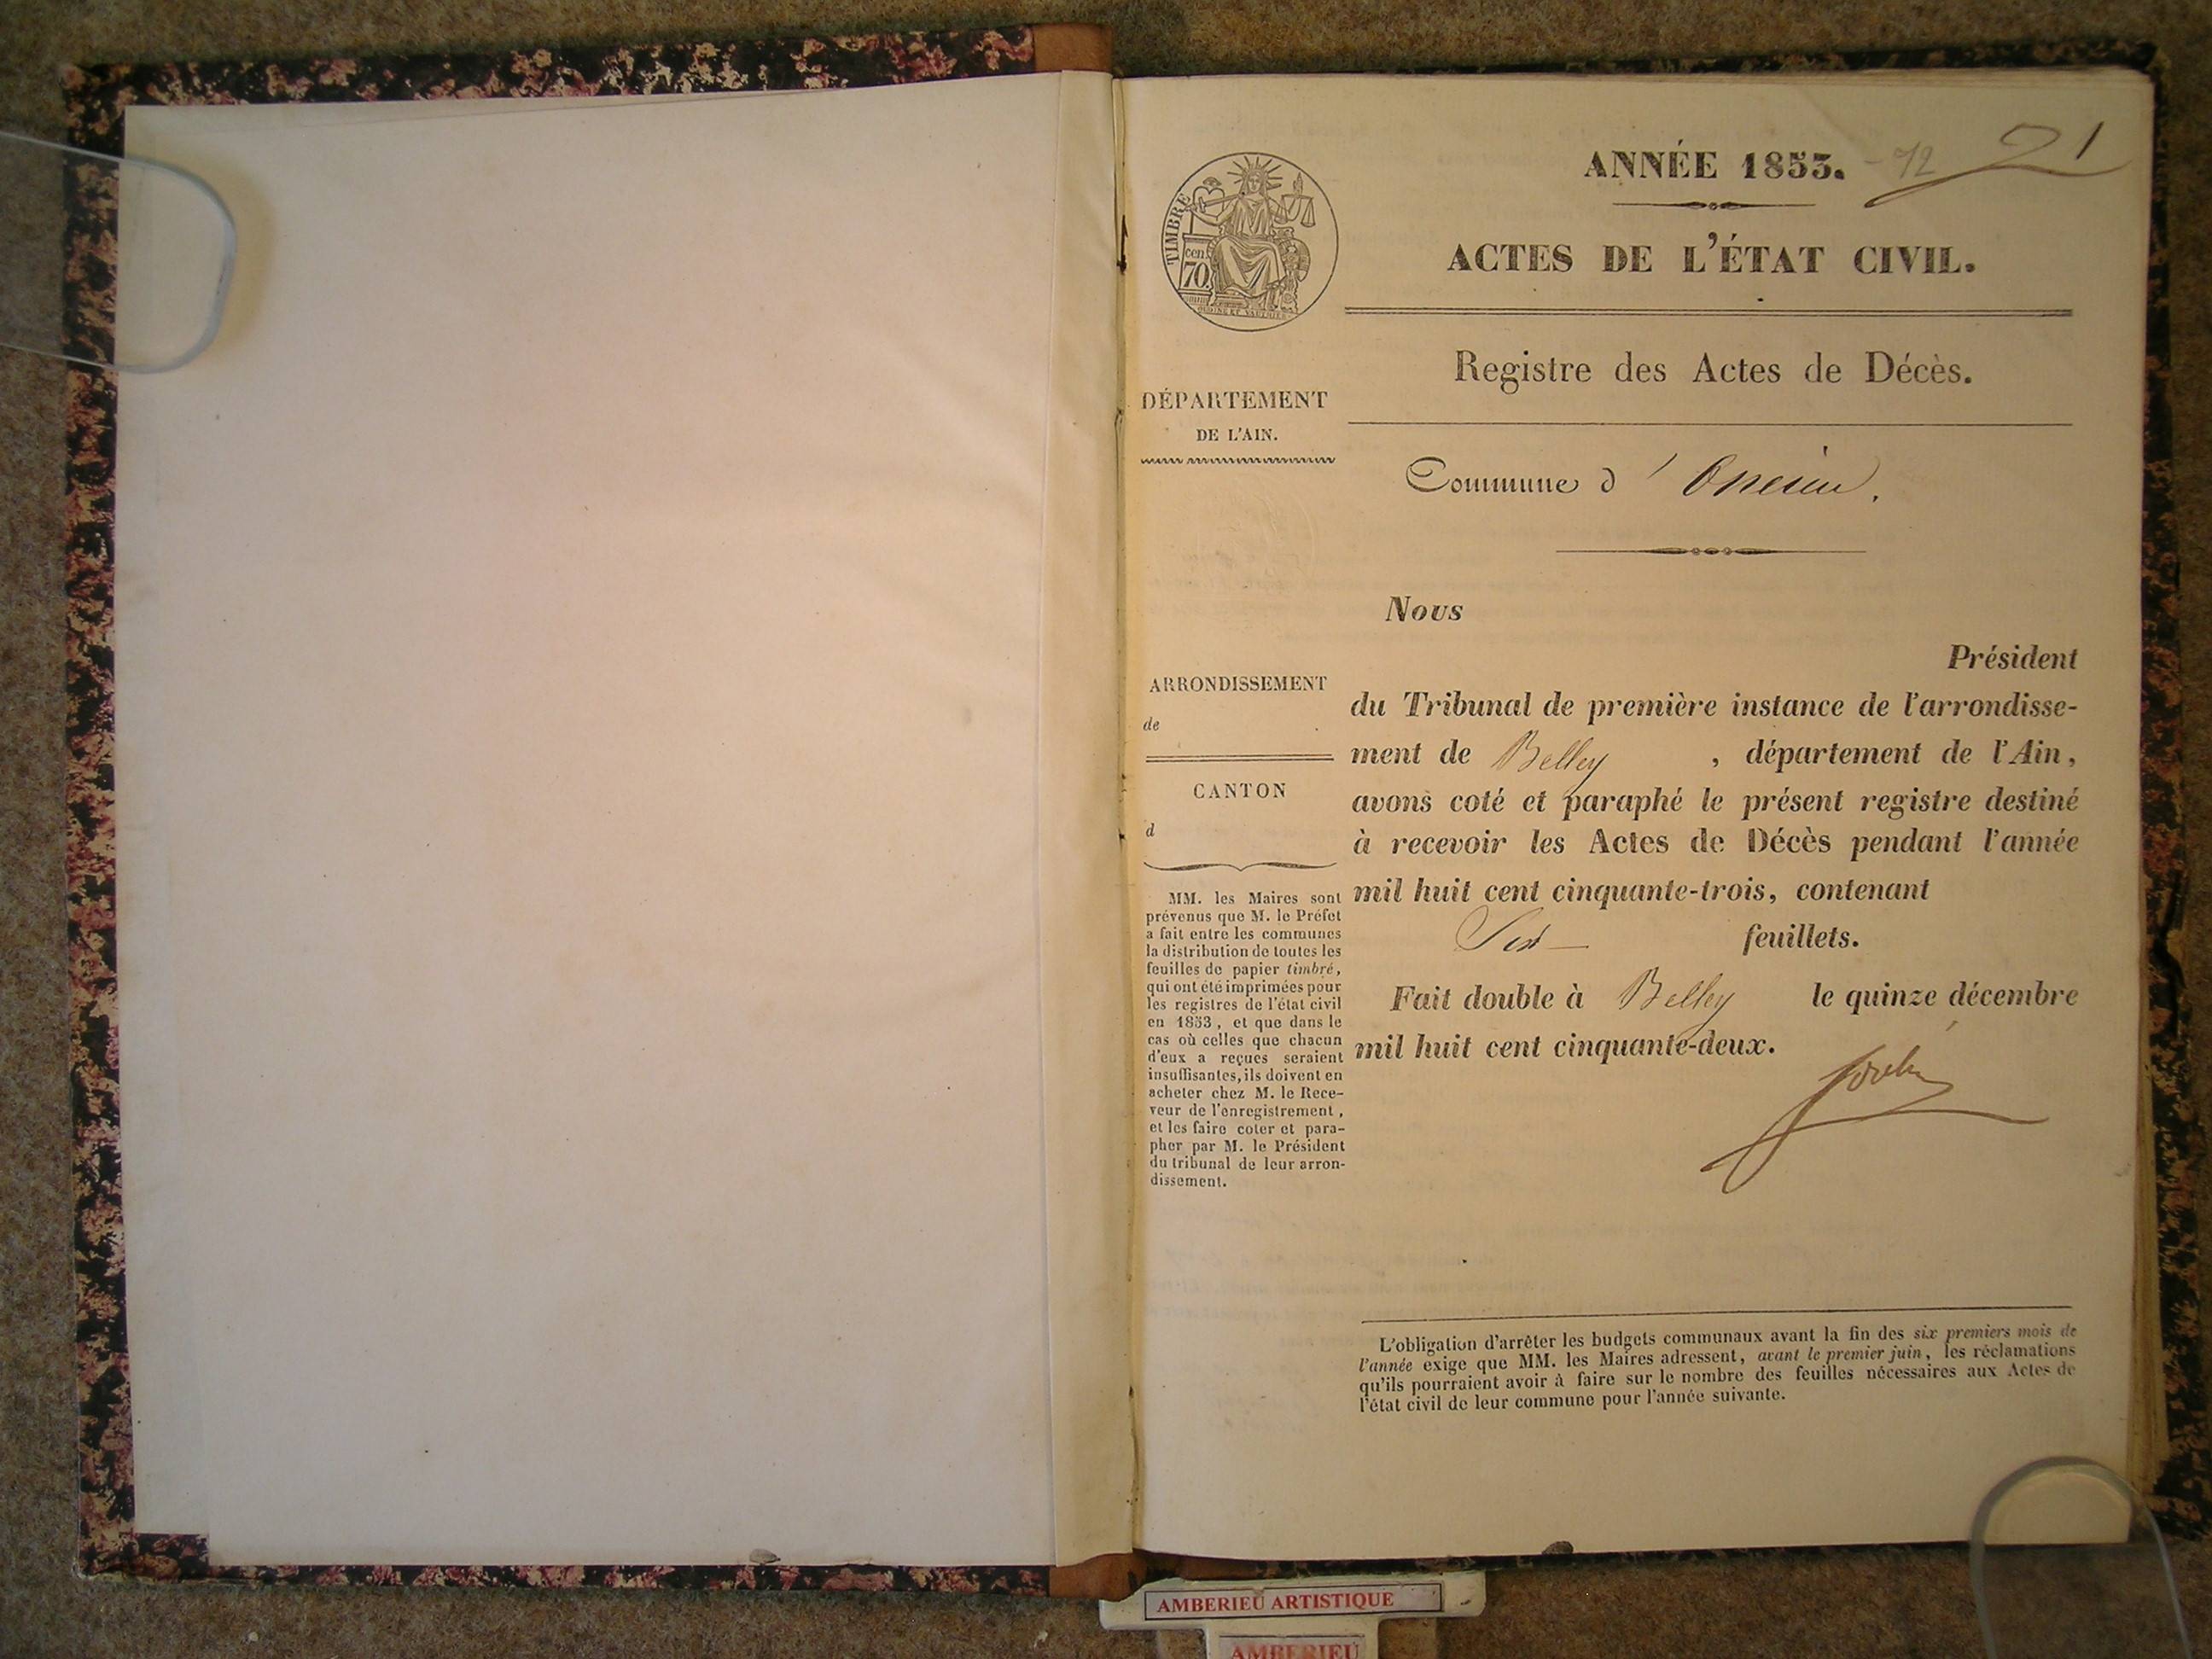 ANNÉE 1853. - 72 21
ACTES DE L'ÉTAT CIVIL.
TIMBRE
cen
70.
Registre des Actes de Décès.
DÉPARTEMENT
DE L'AIN.
Commune d'Oncieu.
Nous
Président
du Tribunal de première instance de l'arrondisse-
ment de Belley, département de l'Ain,
avons coté et paraphé le présent registre destiné
à recevoir les Actes de Décès pendant l'année
mil huit cent cinquante-trois, contenant
Six feuillets.
Fait double à Belley le quinze décembre
mil huit cent cinquante-deux.
ARRONDISSEMENT
de
CANTON
d
MM. les Maires sont
prévenus que M. le Préfet
a fait entre les communes
la distribution de toutes les
feuilles de papier timbré,
qui ont été imprimées pour
les registres de l'état civil
en 1853, et que dans le
cas où celles que chacun
d'eux a reçues seraient
insuffisantes, ils doivent en
acheter chez M. le Rece-
veur de l'enregistrement,
et les faire coter et para-
pher par M. le Président
du tribunal de leur arron-
dissement.
L'obligation d'arrêter les budgets communaux avant la fin des six premiers mois de
l'année exige que MM. les Maires adressent, avant le premier juin, les réclamations
qu'ils pourraient avoir à faire sur le nombre des feuilles nécessaires aux Actes de
l'état civil de leur commune pour l'année suivante.
AMBERIEU ARTISTIQUE
AMBERIEU